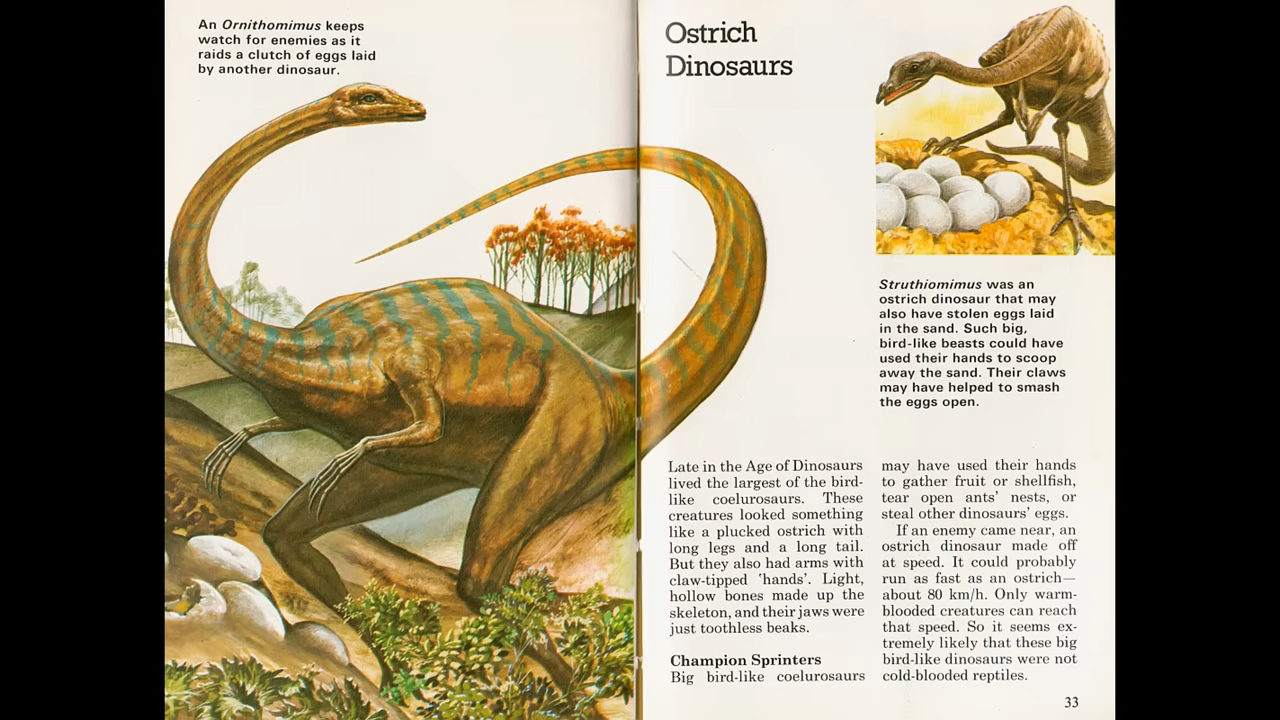 An Ornithomimus keeps
watch for enemies as it
raids a clutch of eggs laid
by another dinosaur.
Ostrich
Dinosaurs
Struthiomimus was an
ostrich dinosaur that may
also have stolen eggs laid
in the sand. Such big,
bird-like beasts could have
used their hands to scoop
away the sand. Their claws
may have helped to smash
the eggs open.
Late in the Age of Dinosaurs
lived the largest of the bird-
like coelurosaurs. These
creatures looked something
like a plucked ostrich with
long legs and a long tail.
But they also had arms with
claw-tipped 'hands'. Light,
hollow bones made up the
skeleton, and their jaws were
just toothless beaks.
Champion Sprinters
Big bird-like coelurosaurs
may have used their hands
to gather fruit or shellfish,
tear open ants' nests, or
steal other dinosaurs' eggs.
If an enemy came near, an
ostrich dinosaur made off
at speed. It could probably
run as fast as an ostrich—
about 80 km/h. Only warm-
blooded creatures can reach
that speed. So it seems ex-
tremely likely that these big
bird-like dinosaurs were not
cold-blooded reptiles.
33